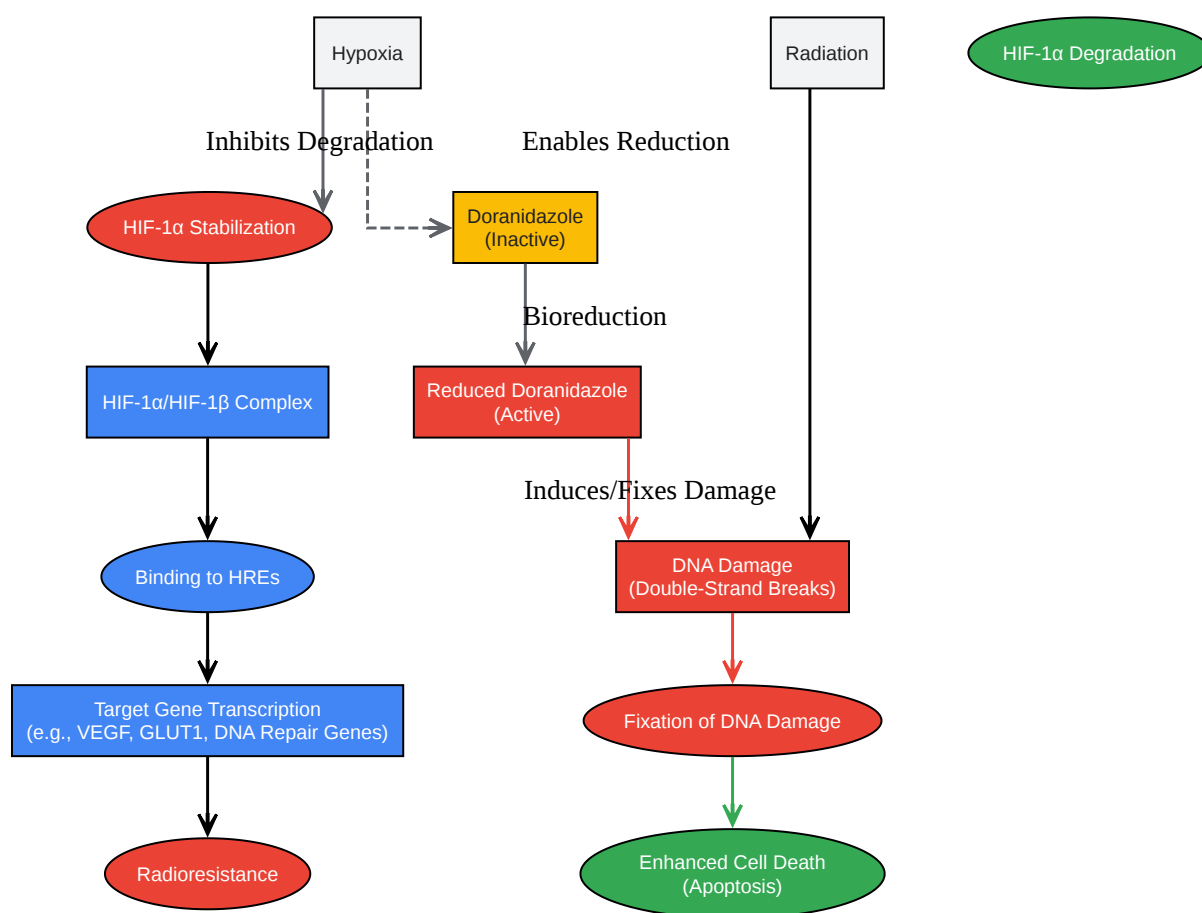 Hypoxia
Radiation
HIF-1α Degradation
Inhibits Degradation
Enables Reduction
HIF-1α Stabilization
Doranidazole
(Inactive)
Bioreduction
HIF-1α/HIF-1β Complex
Reduced Doranidazole
(Active)
Induces/Fixes Damage
Binding to HREs
DNA Damage
(Double-Strand Breaks)
Target Gene Transcription
(e.g., VEGF, GLUT1, DNA Repair Genes)
Fixation of DNA Damage
Radioresistance
Enhanced Cell Death
(Apoptosis)